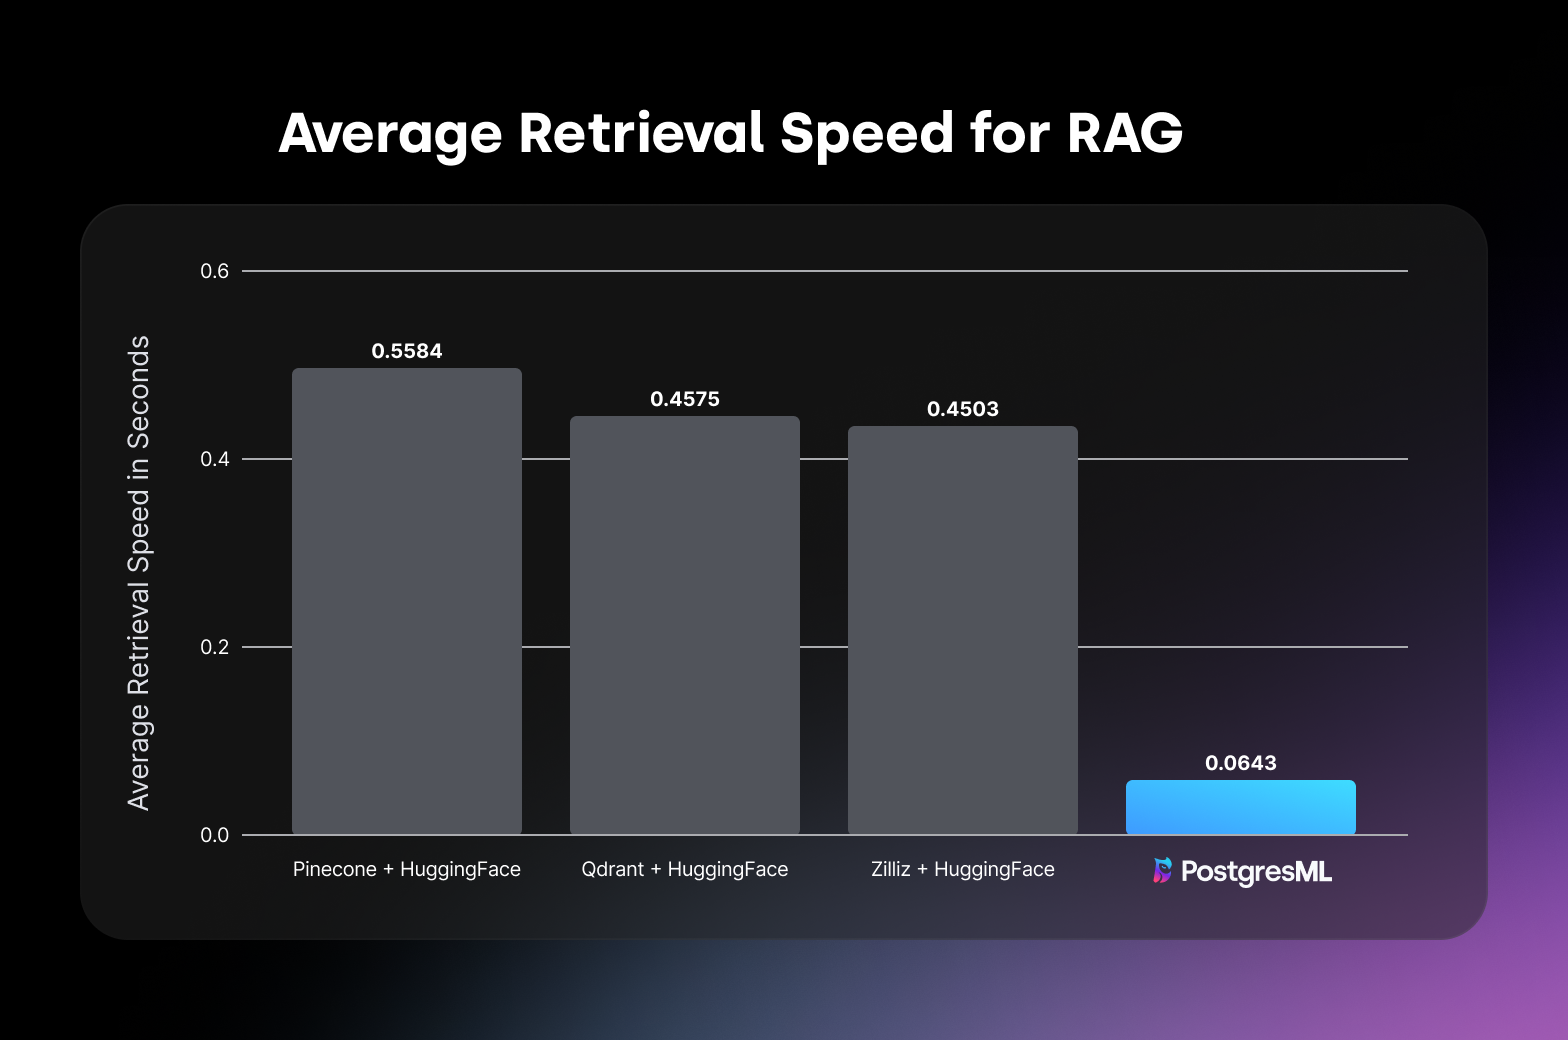 Average Retrieval Speed for RAG
Average Retrieval Speed in Seconds
0.6
0.4
0.2
0.0
0.5584
0.4575
0.4503
0.0643
Pinecone + HuggingFace
Qdrant + HuggingFace
Zilliz + HuggingFace
PostgresML